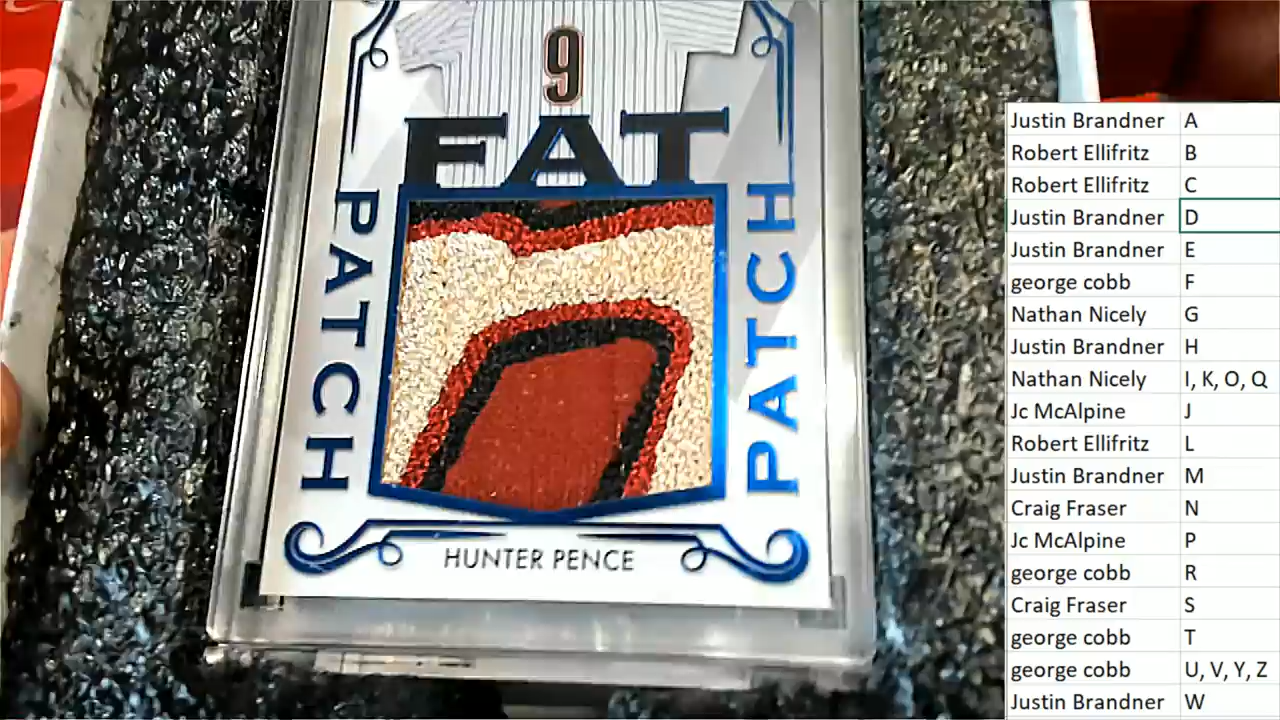 9
FAT
PATCH
PATCH
HUNTER PENCE
Justin Brandner A
Robert Ellifritz B
Robert Ellifritz C
Justin Brandner D
Justin Brandner E
george cobb F
Nathan Nicely G
Justin Brandner H
Nathan Nicely I, K, O, Q
Jc McAlpine J
Robert Ellifritz L
Justin Brandner M
Craig Fraser N
Jc McAlpine P
george cobb R
Craig Fraser S
george cobb T
george cobb U, V, Y, Z
Justin Brandner W